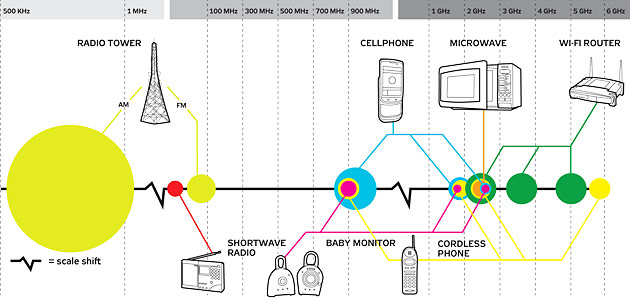 500 KHz
1 MHz
100 MHz
300 MHz
500 MHz
700 MHz
900 MHz
1 GHz
2 GHz
3 GHz
4 GHz
5 GHz
6 GHz
RADIO TOWER
CELLPHONE
MICROWAVE
WI-FI ROUTER
AM
FM
SHORTWAVE
RADIO
BABY MONITOR
CORDLESS
PHONE
= scale shift